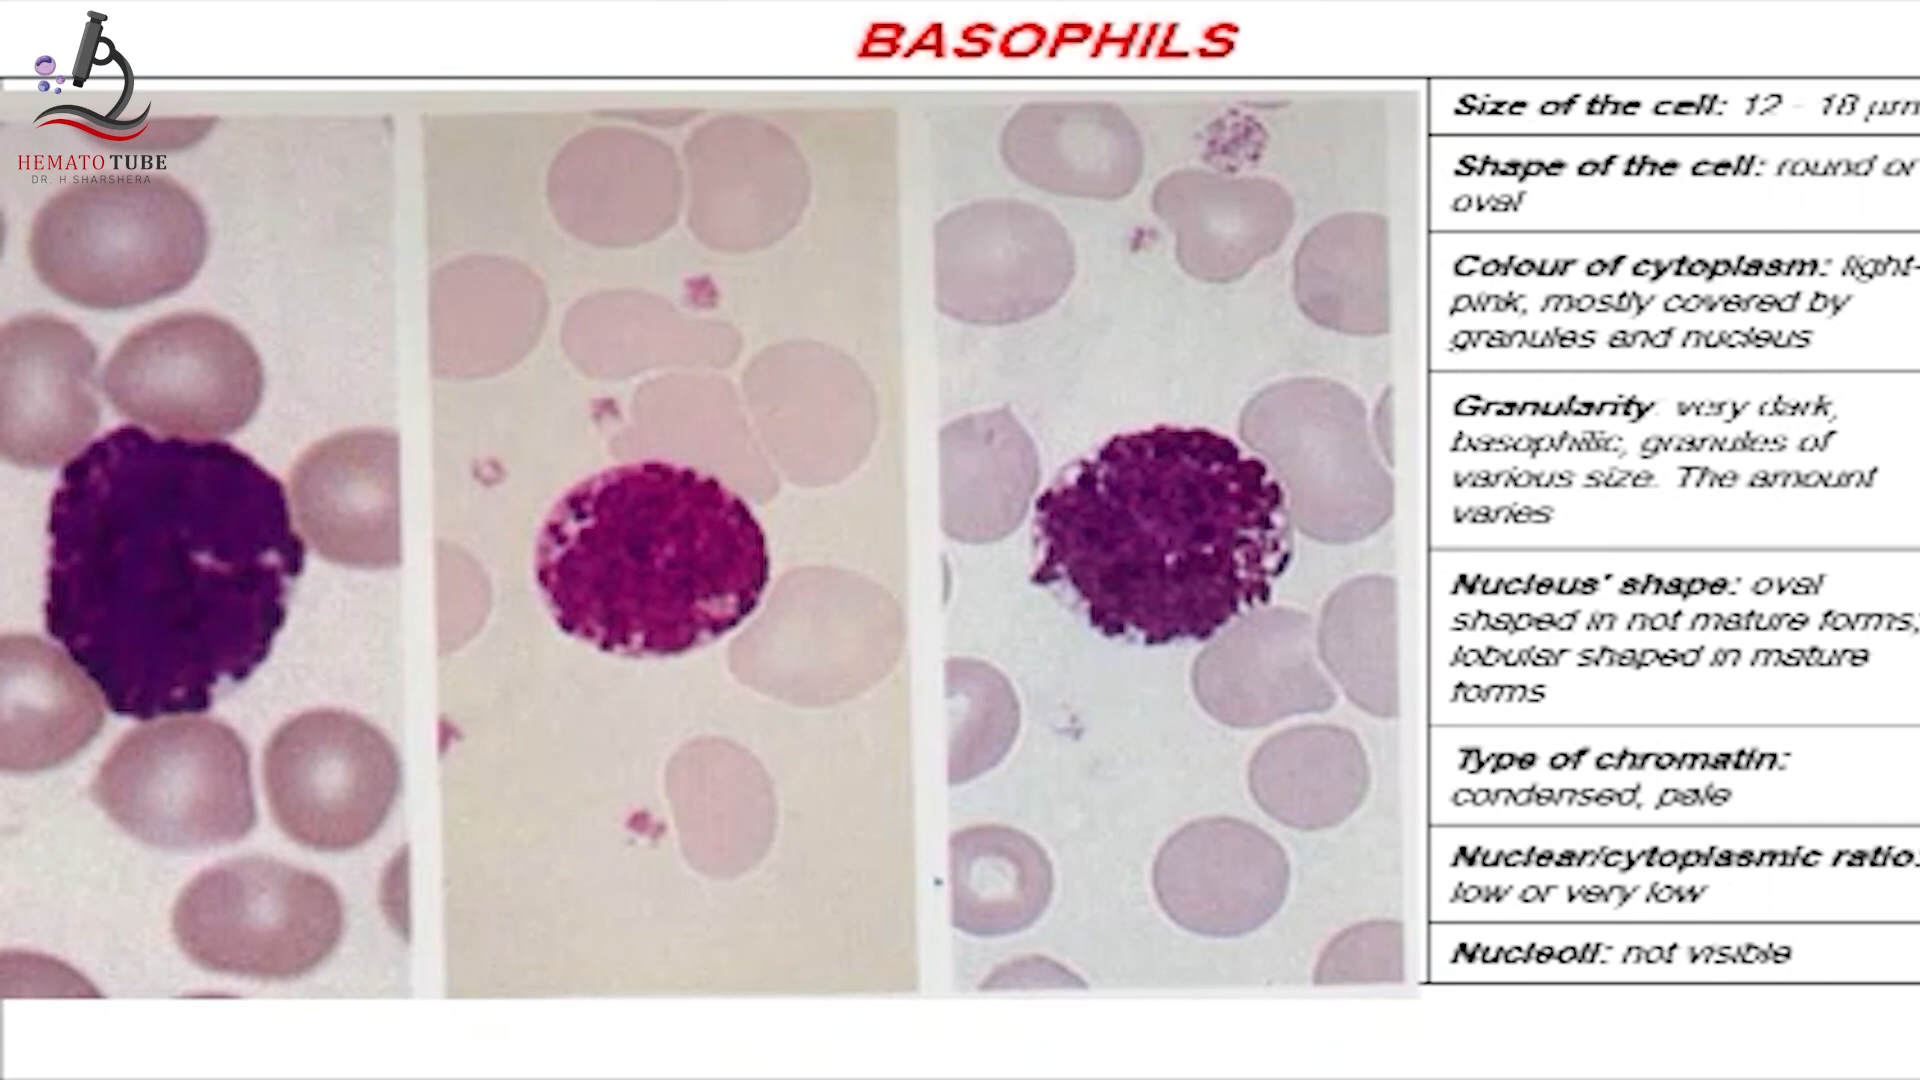 BASOPHILS
HEMATO TUBE
DR. H.SHARSHERA
Size of the cell: 12 - 18 µm
Shape of the cell: round or
oval
Colour of cytoplasm: light-
pink, mostly covered by
granules and nucleus
Granularity: very dark,
basophilic, granules of
various size. The amount
varies
Nucleus' shape: oval
shaped in not mature forms;
lobular shaped in mature
forms
Type of chromatin:
condensed, pale
Nuclear/cytoplasmic ratio:
low or very low
Nucleoli: not visible